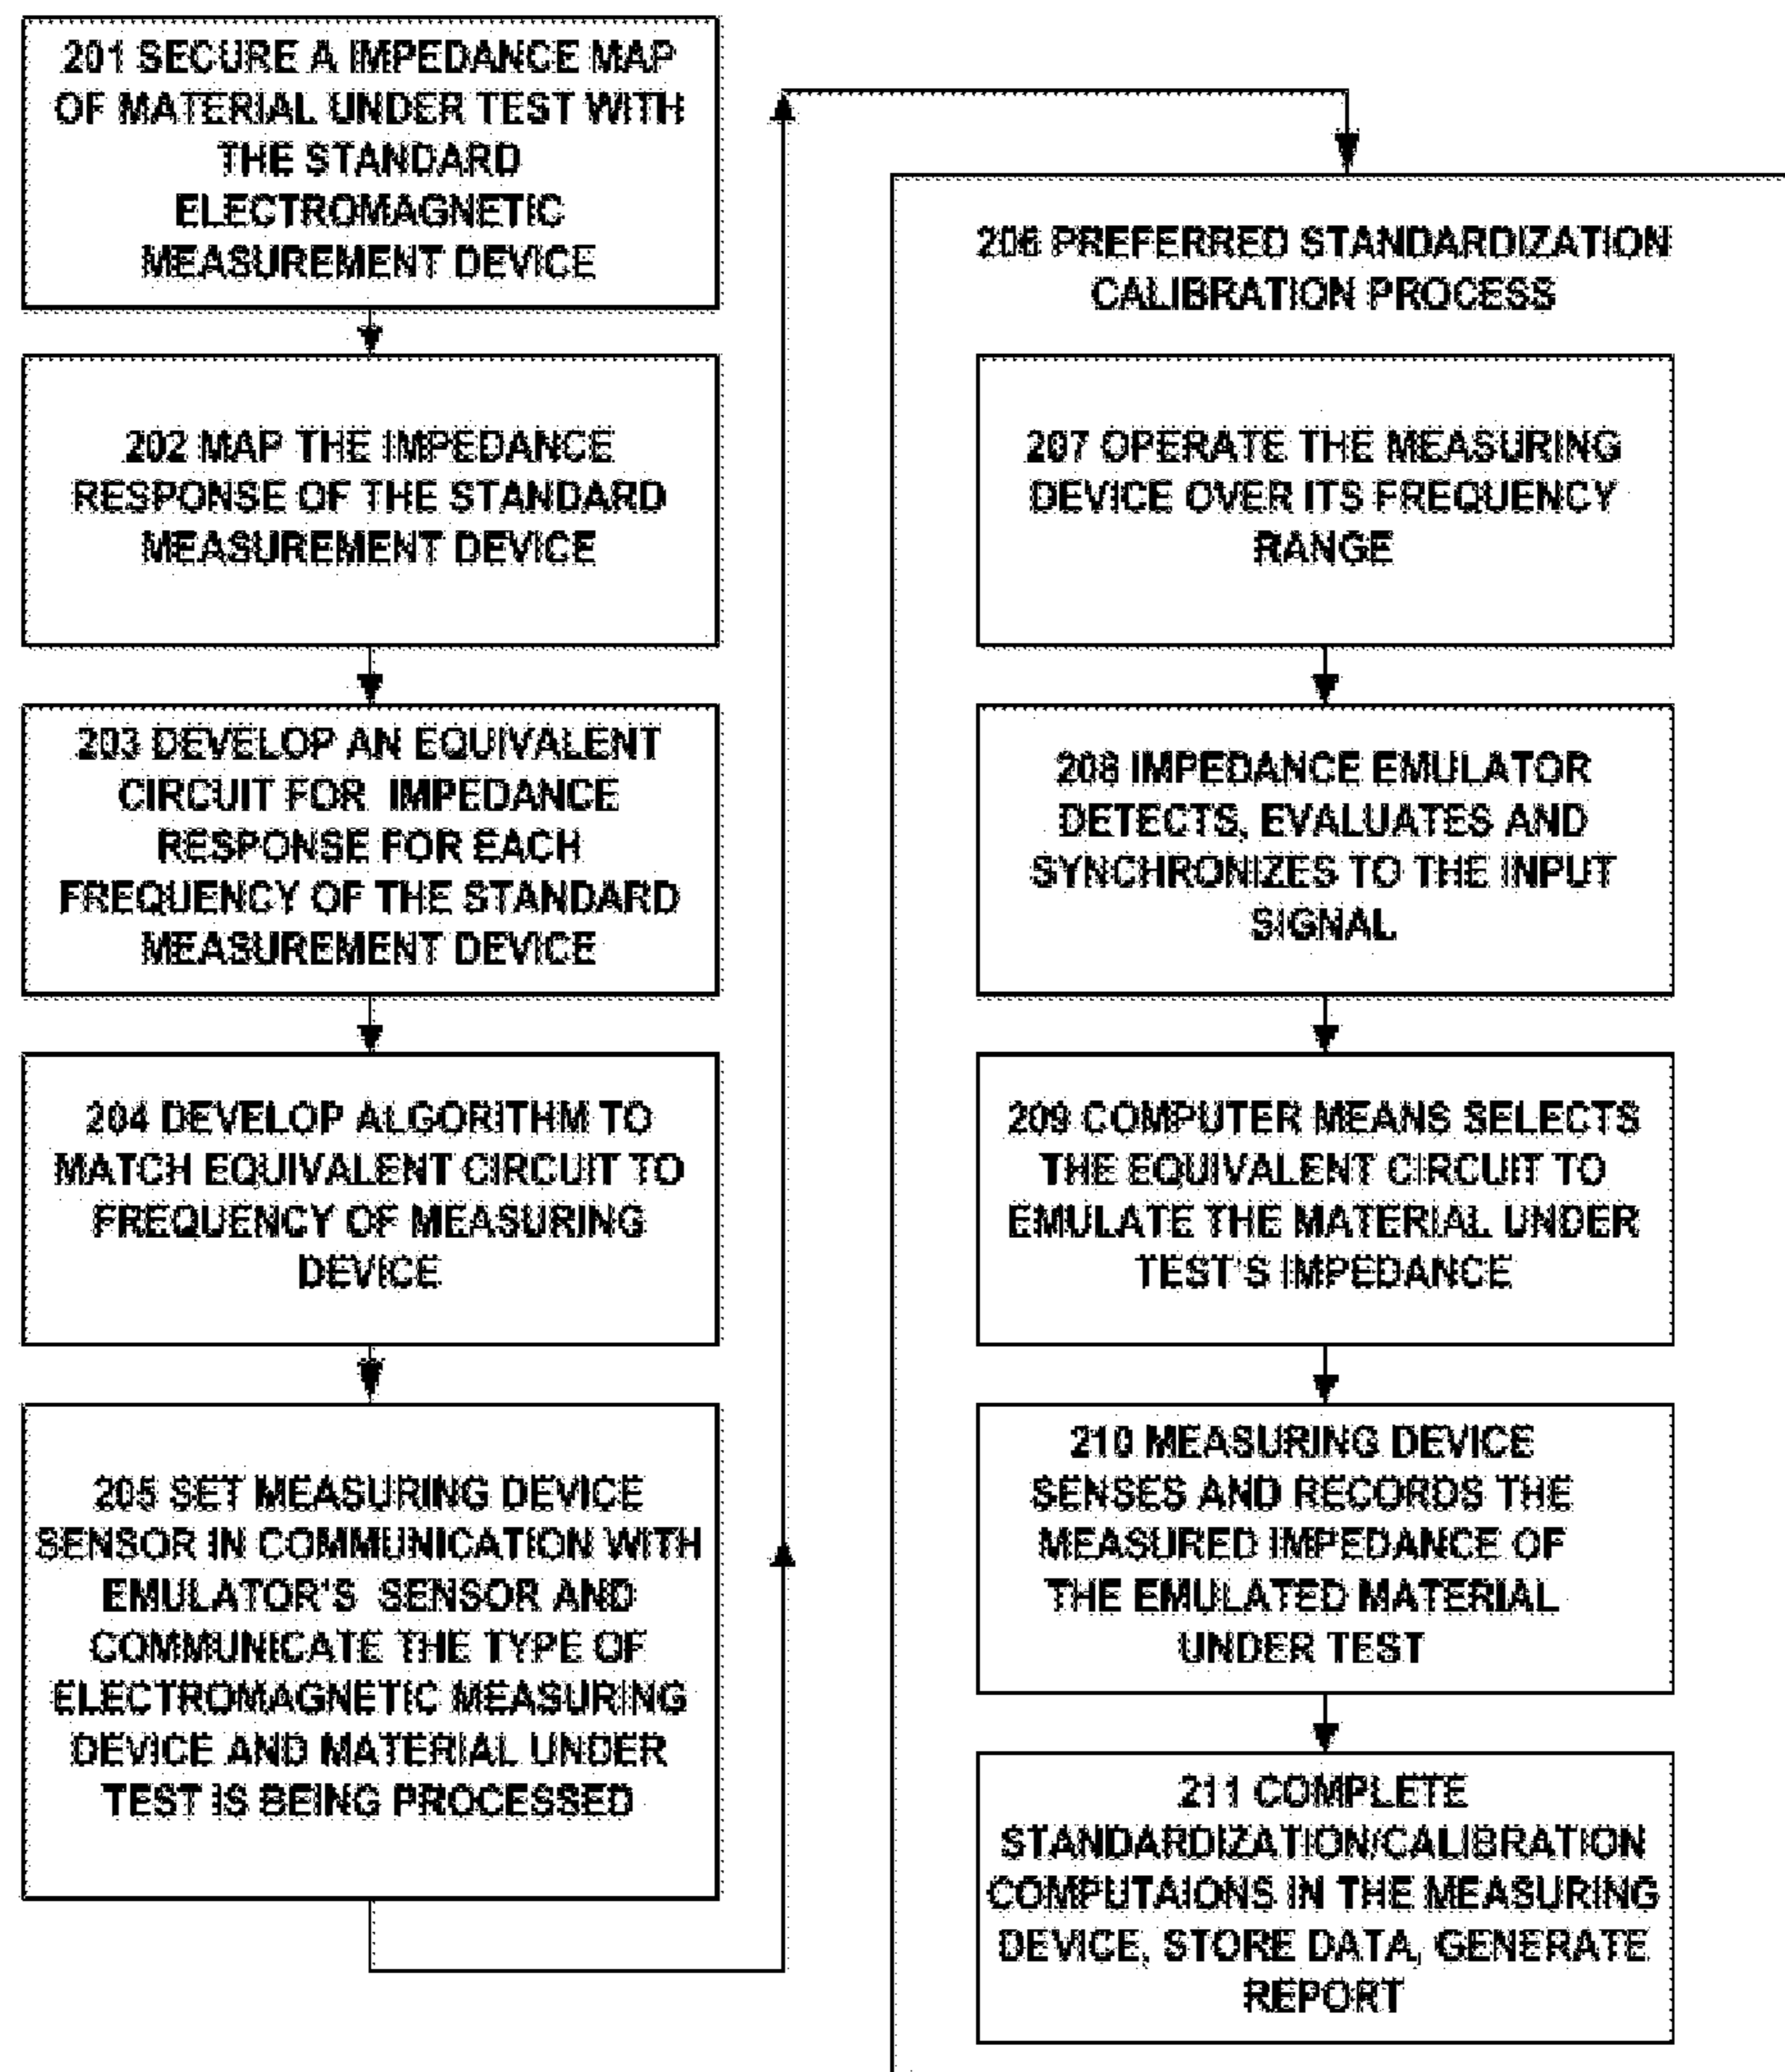 201 SECURE A IMPEDANCE MAP
OF MATERIAL UNDER TEST WITH
THE STANDARD
ELECTROMAGNETIC
MEASUREMENT DEVICE
202 MAP THE IMPEDANCE
RESPONSE OF THE STANDARD
MEASUREMENT DEVICE
203 DEVELOP AN EQUIVALENT
CIRCUIT FOR IMPEDANCE
RESPONSE FOR EACH
FREQUENCY OF THE STANDARD
MEASUREMENT DEVICE
204 DEVELOP ALGORITHM TO
MATCH EQUIVALENT CIRCUIT TO
FREQUENCY OF MEASURING
DEVICE
205 SET MEASURING DEVICE
SENSOR IN COMMUNICATION WITH
EMULATOR'S SENSOR AND
COMMUNICATE THE TYPE OF
ELECTROMAGNETIC MEASURING
DEVICE AND MATERIAL UNDER
TEST IS BEING PROCESSED
206 PREFERRED STANDARDIZATION
CALIBRATION PROCESS
207 OPERATE THE MEASURING
DEVICE OVER ITS FREQUENCY
RANGE
208 IMPEDANCE EMULATOR
DETECTS, EVALUATES AND
SYNCHRONIZES TO THE INPUT
SIGNAL
209 COMPUTER MEANS SELECTS
THE EQUIVALENT CIRCUIT TO
EMULATE THE MATERIAL UNDER
TEST'S IMPEDANCE
210 MEASURING DEVICE
SENSES AND RECORDS THE
MEASURED IMPEDANCE OF
THE EMULATED MATERIAL
UNDER TEST
211 COMPLETE
STANDARDIZATION/CALIBRATION
COMPUTAIONS IN THE MEASURING
DEVICE, STORE DATA, GENERATE
REPORT